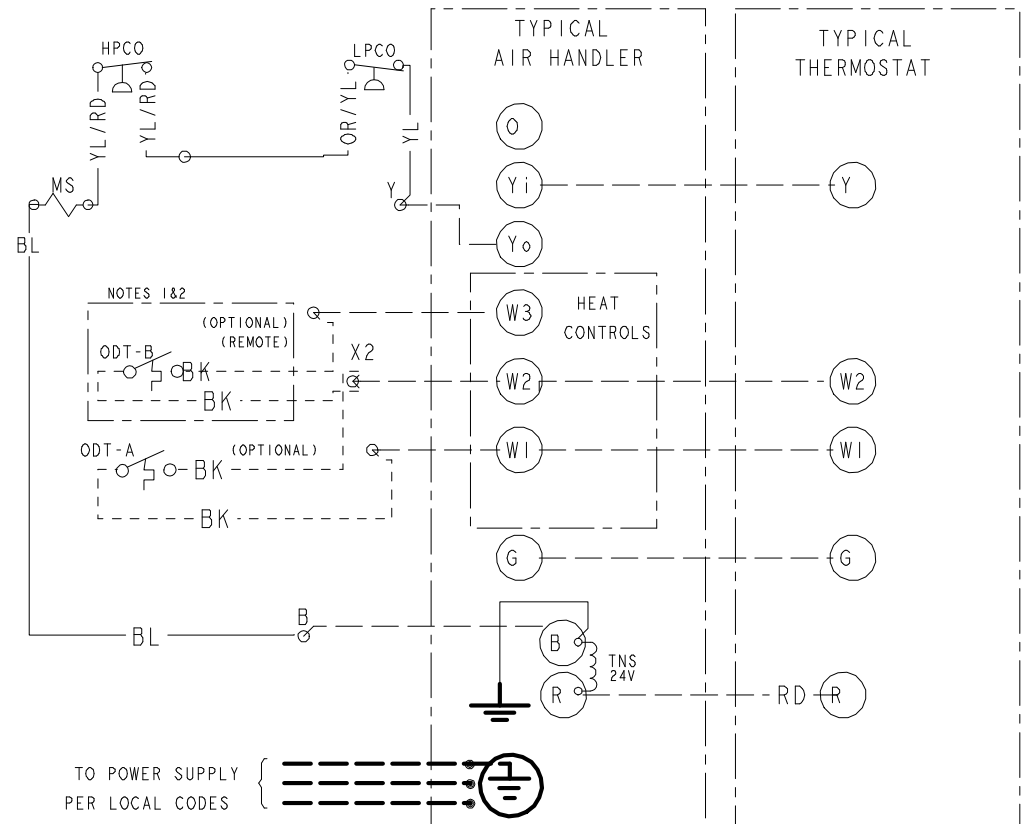 TYPICAL
AIR HANDLER
TYPICAL
THERMOSTAT
HPCO
LPCO
YL/RD
YL/RD
OR/YL
YL
O
Yi
Y
MS
Y
Yo
BL
NOTES 1&2
W3
HEAT
CONTROLS
(OPTIONAL)
(REMOTE)
ODT-B
X2
BK
BK
W2
W2
ODT-A
(OPTIONAL)
W1
W1
BK
BK
G
G
B
BL
B
TNS
24V
R
RD
R
TO POWER SUPPLY
PER LOCAL CODES